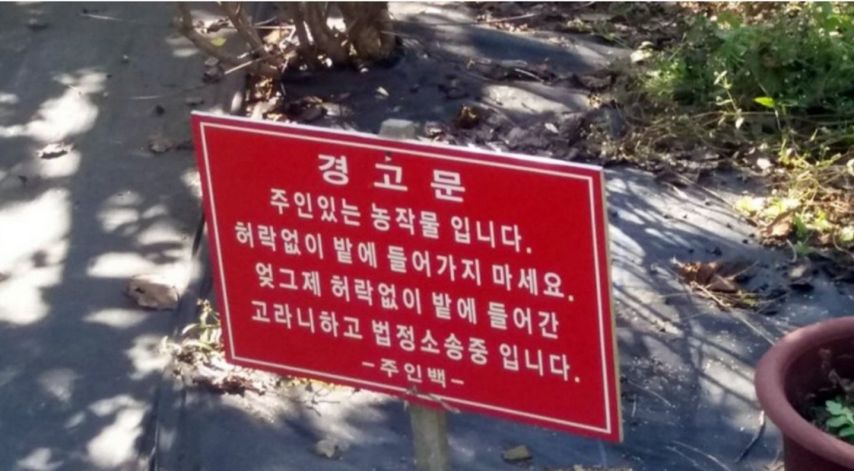 경고문
주인있는 농작물 입니다.
허락없이 밭에 들어가지 마세요.
엊그제 허락없이 밭에 들어간
고라니하고 법정소송중 입니다.
-주인백-